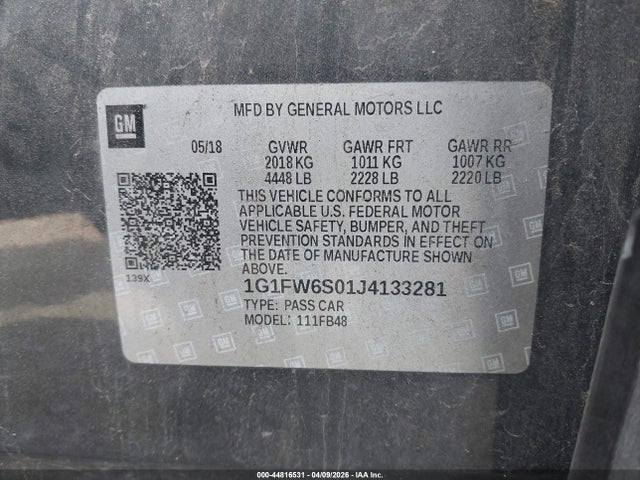 GM
MFD BY GENERAL MOTORS LLC
05/18 GVWR GAWR FRT GAWR RR
2018 KG 1011 KG 1007 KG
4448 LB 2228 LB 2220 LB
THIS VEHICLE CONFORMS TO ALL
APPLICABLE U.S. FEDERAL MOTOR
VEHICLE SAFETY, BUMPER, AND THEFT
PREVENTION STANDARDS IN EFFECT ON
THE DATE OF MANUFACTURE SHOWN
ABOVE.
139X
1G1FW6S01J4133281
TYPE: PASS CAR
MODEL: 111FB48
000-44816531 - 04/09/2026 - IAA Inc.